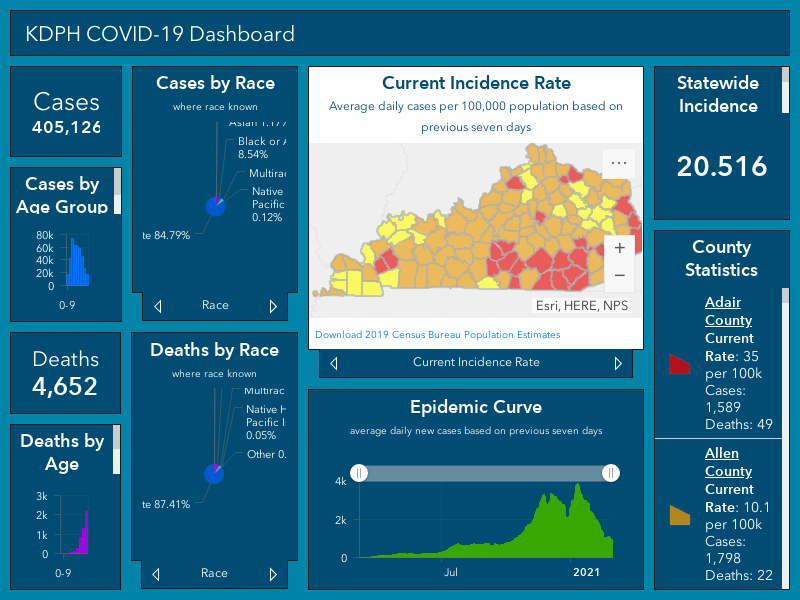 KDPH COVID-19 Dashboard
Cases
405,126
Cases by
Age Group
80k
60k
40k
20k
0
0-9
Deaths
4,652
Deaths by
Age
3k
2k
1k
0
0-9
Cases by Race
where race known
Asian 1.17%
Black or A
8.54%
Multirac
Native
Pacific
0.12%
te 84.79%
Race
Deaths by Race
where race known
Multirac
Native H
Pacific I
0.05%
Other 0.
te 87.41%
Race
Current Incidence Rate
Average daily cases per 100,000 population based on
previous seven days
...
+
−
Esri, HERE, NPS
Download 2019 Census Bureau Population Estimates
Current Incidence Rate
Epidemic Curve
average daily new cases based on previous seven days
4k
2k
0
Jul
2021
Statewide
Incidence
20.516
County
Statistics
Adair
County
Current
Rate: 35
per 100k
Cases:
1,589
Deaths: 49
Allen
County
Current
Rate: 10.1
per 100k
Cases:
1,798
Deaths: 22